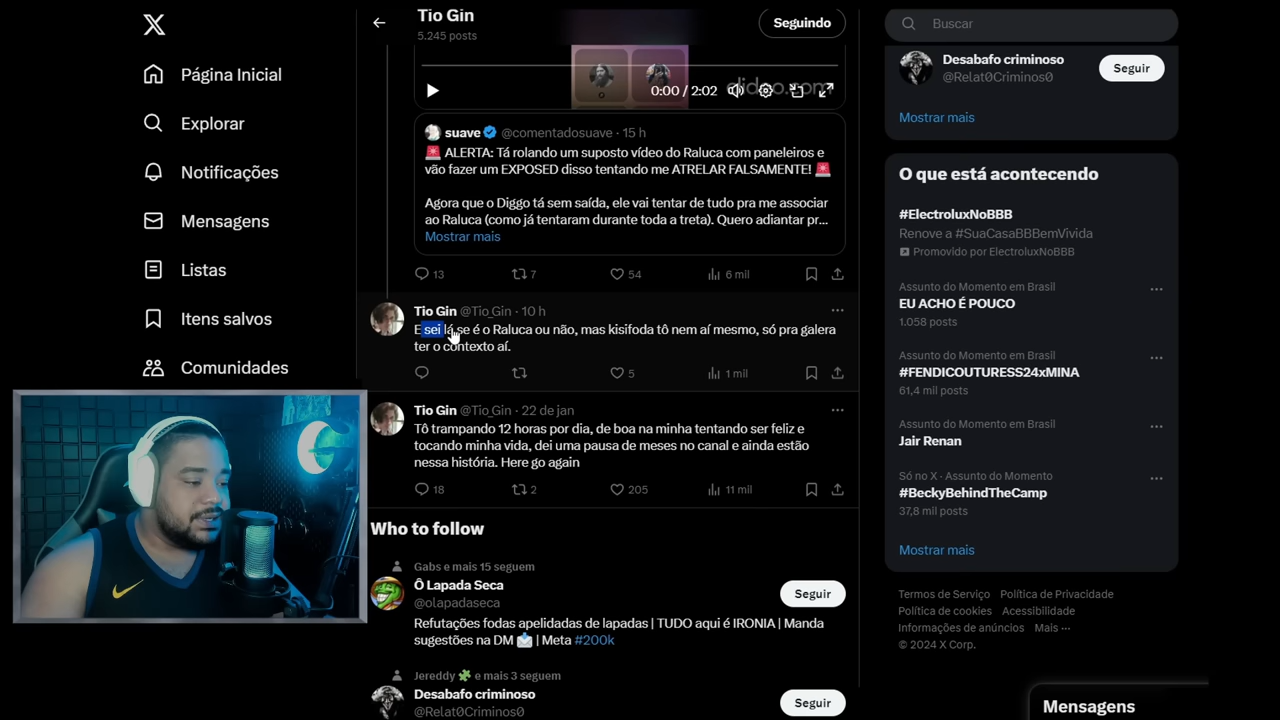 Tio Gin
5.245 posts
Seguindo
Buscar
Página Inicial
Explorar
Notificações
Mensagens
Listas
Itens salvos
Comunidades
0:00 / 2:02
suave @comentadosuave · 15 h
🚨 ALERTA: Tá rolando um suposto vídeo do Raluca com paneleiros e
vão fazer um EXPOSED disso tentando me ATRELAR FALSAMENTE! 🚨
Agora que o Diggo tá sem saída, ele vai tentar de tudo pra me associar
ao Raluca (como já tentaram durante toda a treta). Quero adiantar pr...
Mostrar mais
13
7
54
6 mil
Tio Gin @Tio_Gin · 10 h
E sei lá se é o Raluca ou não, mas kisifoda tô nem aí mesmo, só pra galera
ter o contexto aí.
5
1 mil
Tio Gin @Tio_Gin · 22 de jan
Tô trampando 12 horas por dia, de boa na minha tentando ser feliz e
tocando minha vida, dei uma pausa de meses no canal e ainda estão
nessa história. Here go again
18
2
205
11 mil
Who to follow
Gabs e mais 15 seguem
Ô Lapada Seca
@olapadaseca
Seguir
Refutações fodas apelidadas de lapadas | TUDO aqui é IRONIA | Manda
sugestões na DM 📩 | Meta #200k
Jereddy 🧩 e mais 3 seguem
Desabafo criminoso
@Relat0Criminos0
Seguir
Desabafo criminoso
@Relat0Criminos0
Seguir
Mostrar mais
O que está acontecendo
#ElectroluxNoBBB
Renove a #SuaCasaBBBemVivida
Promovido por ElectroluxNoBBB
Assunto do Momento em Brasil
EU ACHO É POUCO
1.058 posts
Assunto do Momento em Brasil
#FENDICOUTURESS24xMINA
61,4 mil posts
Assunto do Momento em Brasil
Jair Renan
Só no X · Assunto do Momento
#BeckyBehindTheCamp
37,8 mil posts
Mostrar mais
Termos de Serviço Política de Privacidade
Política de cookies Acessibilidade
Informações de anúncios Mais ···
© 2024 X Corp.
Mensagens